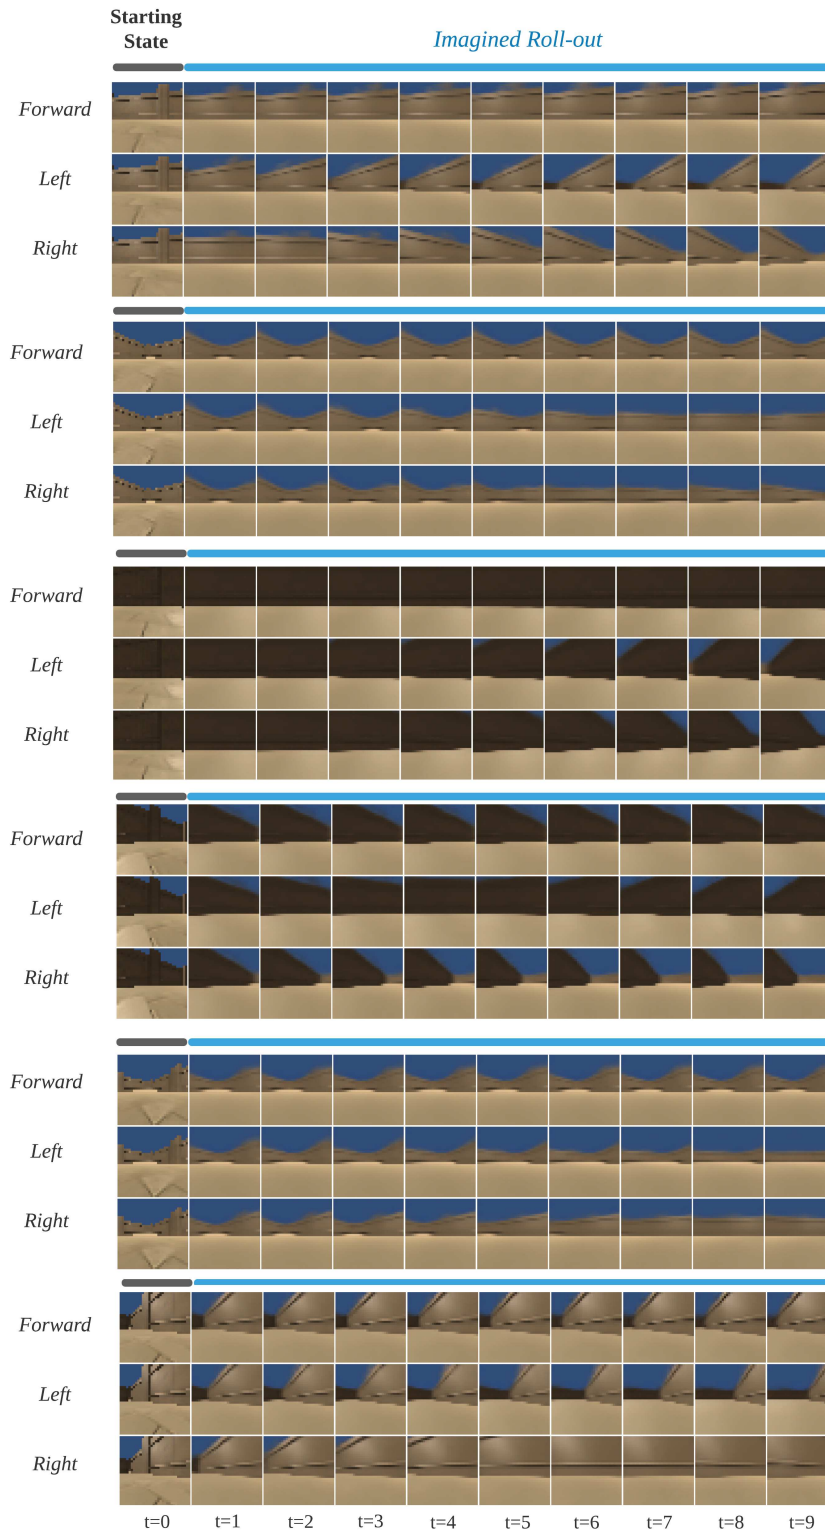 Starting
State
Imagined Roll-out
Forward
Left
Right
Forward
Left
Right
Forward
Left
Right
Forward
Left
Right
Forward
Left
Right
Forward
Left
Right
t=0 t=1 t=2 t=3 t=4 t=5 t=6 t=7 t=8 t=9